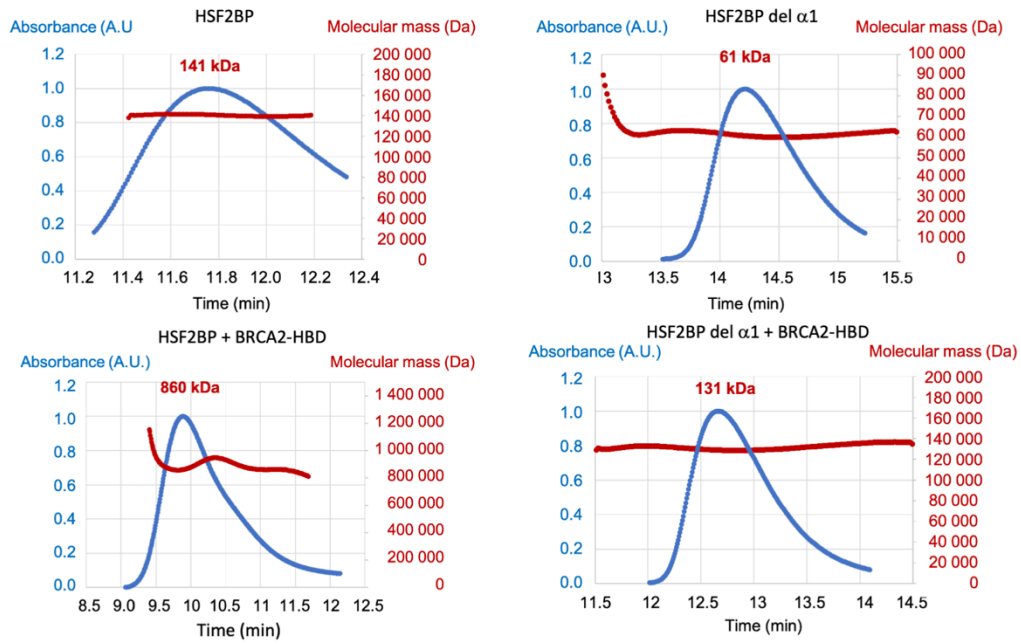 HSF2BP
Absorbance (A.U
Molecular mass (Da)
141 kDa
1.2
1.0
0.8
0.6
0.4
0.2
0.0
200 000
180 000
160 000
140 000
120 000
100 000
80 000
60 000
40 000
20 000
0
11.2 11.4 11.6 11.8 12.0 12.2 12.4
Time (min)
HSF2BP del α1
Absorbance (A.U.)
Molecular mass (Da)
61 kDa
1.2
1.0
0.8
0.6
0.4
0.2
0.0
100 000
90 000
80 000
70 000
60 000
50 000
40 000
30 000
20 000
10 000
0
13 13.5 14 14.5 15 15.5
Time (min)
HSF2BP + BRCA2-HBD
Absorbance (A.U.)
Molecular mass (Da)
860 kDa
1.2
1.0
0.8
0.6
0.4
0.2
0.0
1 400 000
1 200 000
1 000 000
800 000
600 000
400 000
200 000
0
8.5 9.0 9.5 10 10.5 11 11.5 12 12.5
Time (min)
HSF2BP del α1 + BRCA2-HBD
Absorbance (A.U.)
Molecular mass (Da)
131 kDa
1.2
1.0
0.8
0.6
0.4
0.2
0.0
200 000
180 000
160 000
140 000
120 000
100 000
80 000
60 000
40 000
20 000
0
11.5 12 12.5 13 13.5 14 14.5
Time (min)